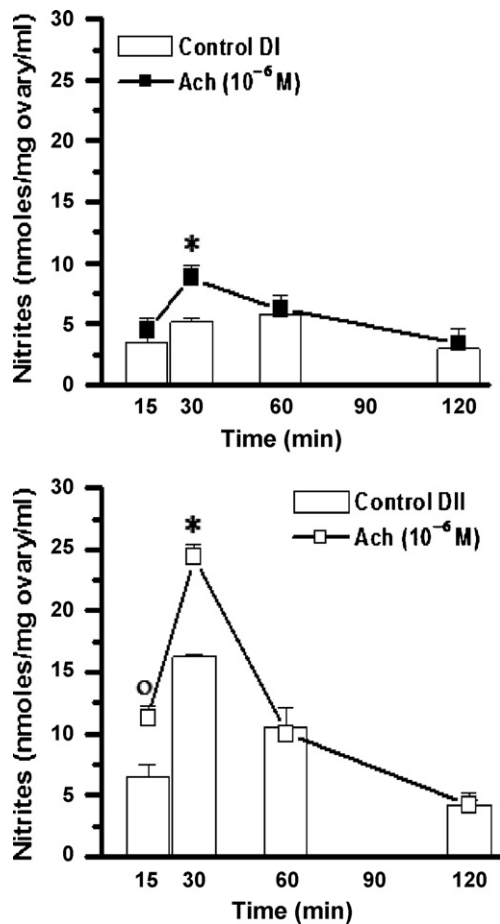 30
25
20
15
10
5
0
Nitrites (nmoles/mg ovary/ml)
Control DI
Ach (10⁻⁶ M)
*
15 30 60 90 120
Time (min)
30
25
20
15
10
5
0
Nitrites (nmoles/mg ovary/ml)
Control DII
Ach (10⁻⁶ M)
*
o
15 30 60 90 120
Time (min)